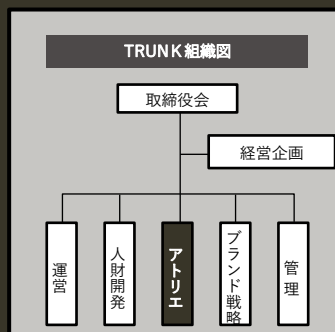 TRUNK組織図
取締役会
経営企画
運営
人財開発
アトリエ
ブランド戦略
管理